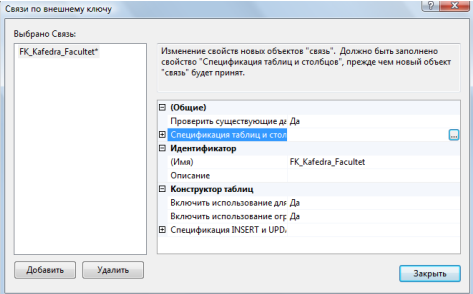 Связи по внешнему ключу
Выбрано Связь:
FK_Kafedra_Facultet*
Изменение свойств новых объектов "связь". Должно быть заполнено
свойство "Спецификация таблиц и столбцов", прежде чем новый объект
"связь" будет принят.
(Общие)
Проверить существующие да Да
Спецификация таблиц и стол ...
Идентификатор
(Имя) FK_Kafedra_Facultet
Описание
Конструктор таблиц
Включить использование для Да
Включить использование огр Да
Спецификация INSERT и UPD
Добавить Удалить Закрыть